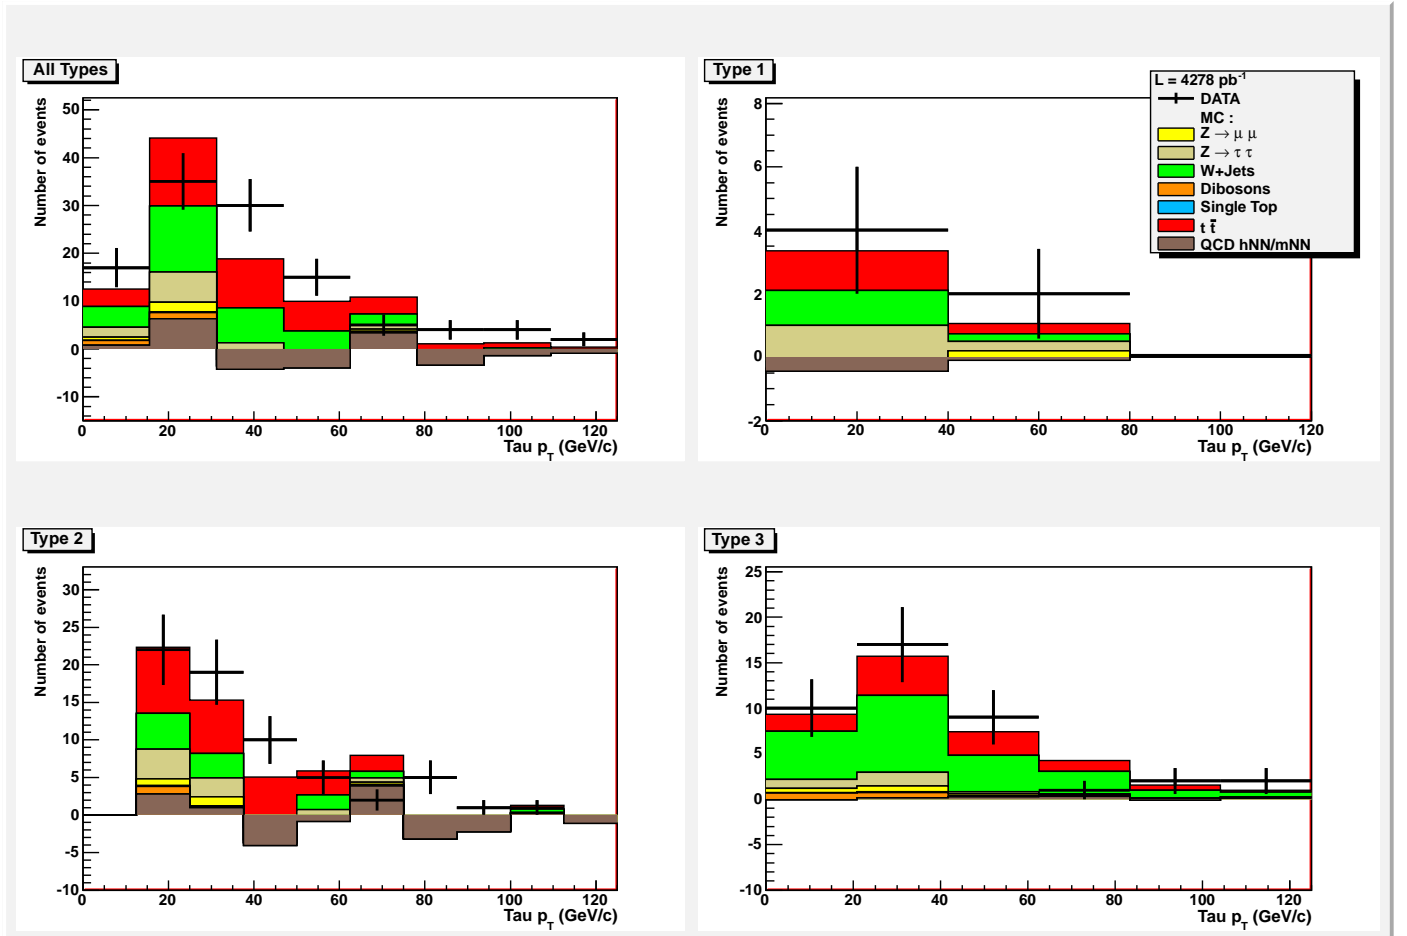 All Types
Number of events
50
40
30
20
10
0
-10
0 20 40 60 80 100 120
Tau p_T (GeV/c)
Type 1
Number of events
8
6
4
2
0
-2
0 20 40 60 80 100 120
Tau p_T (GeV/c)
L = 4278 pb⁻¹
DATA
MC :
Z → μ μ
Z → τ τ
W+Jets
Dibosons
Single Top
t t̄
QCD hNN/mNN
Type 2
Number of events
30
25
20
15
10
5
0
-5
-10
0 20 40 60 80 100 120
Tau p_T (GeV/c)
Type 3
Number of events
25
20
15
10
5
0
-5
-10
0 20 40 60 80 100 120
Tau p_T (GeV/c)